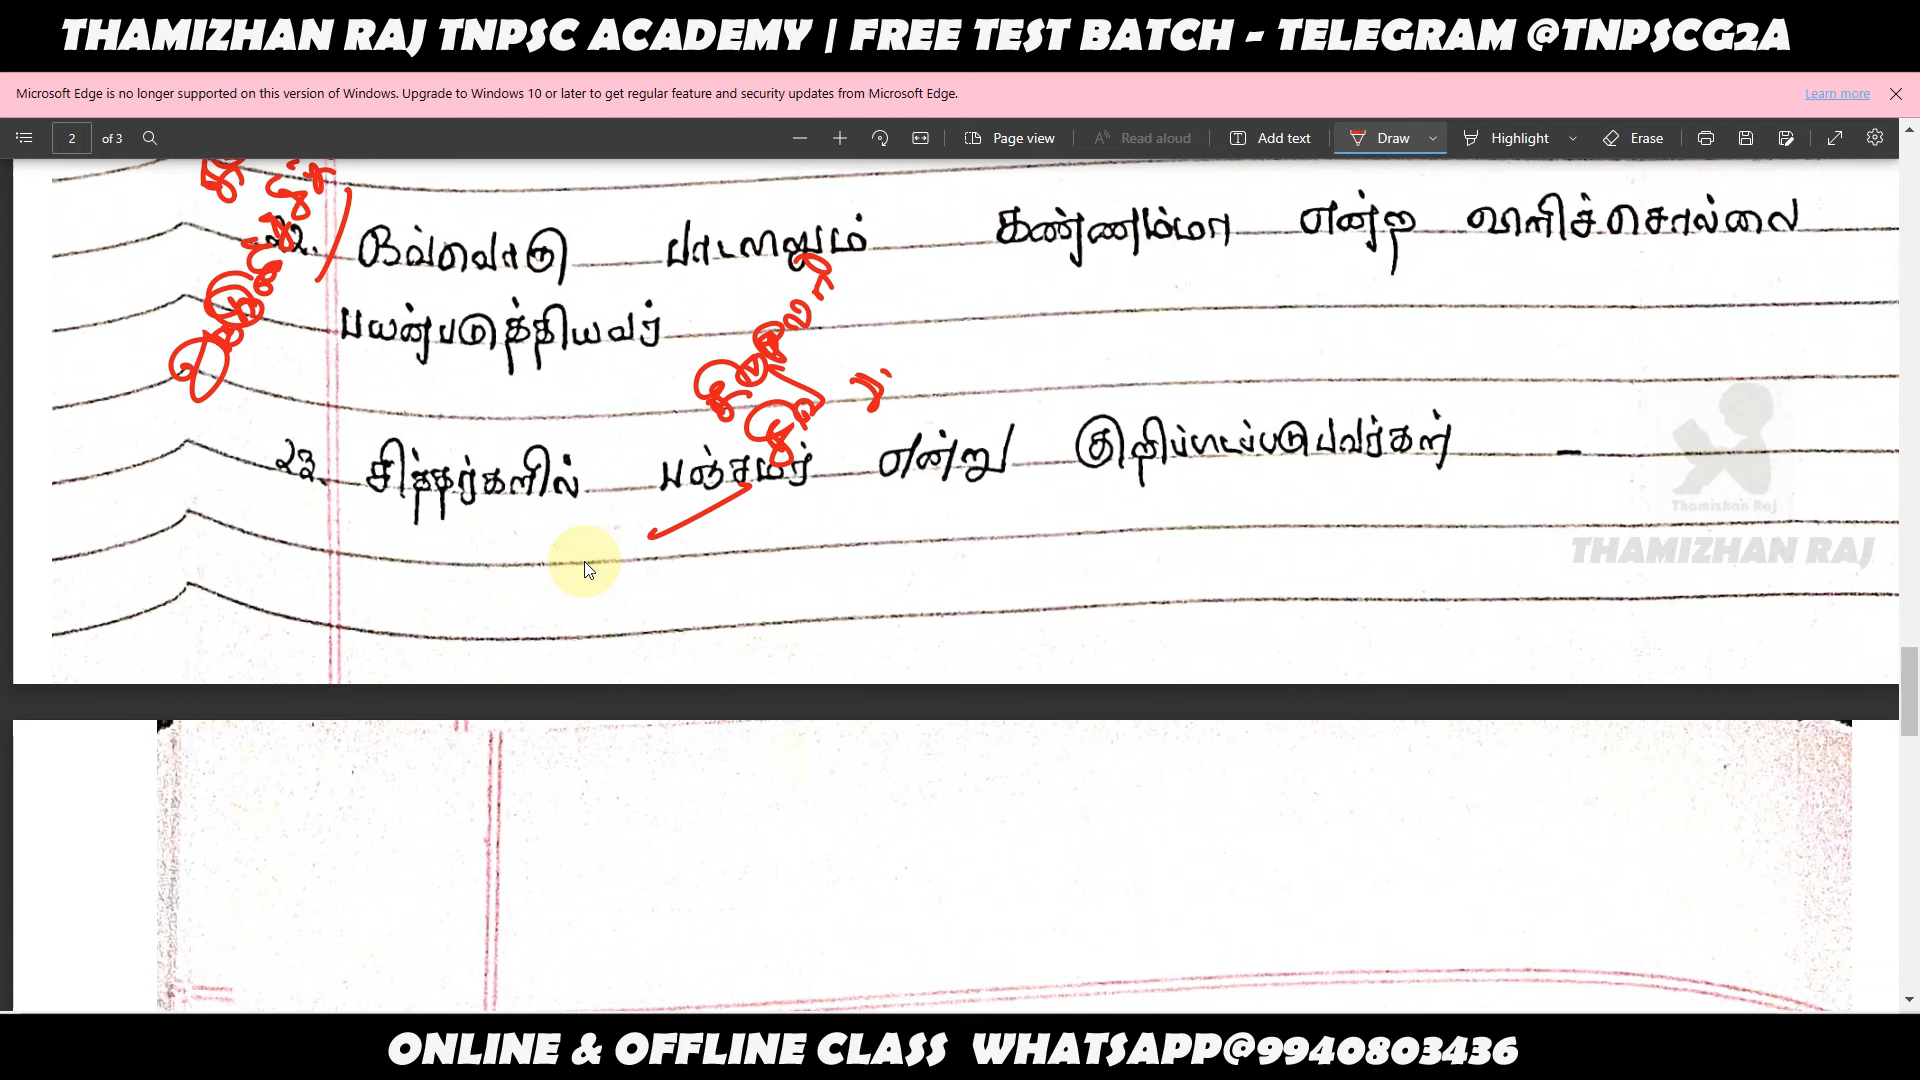 THAMIZHAN RAJ TNPSC ACADEMY | FREE TEST BATCH - TELEGRAM @TNPSCG2A
Microsoft Edge is no longer supported on this version of Windows. Upgrade to Windows 10 or later to get regular feature and security updates from Microsoft Edge. Learn more
2 of 3 Page view Read aloud Add text Draw Highlight Erase
22. ஒவ்வொரு பாடலிலும் கண்ணம்மா என்ற விளிச்சொல்லை
பயன்படுத்தியவர்
23. சித்தர்களில் பஞ்சமர் என்று குறிப்பிடப்படுபவர்கள் -
Thamizhan Raj
THAMIZHAN RAJ
ONLINE & OFFLINE CLASS WHATSAPP@9940803436